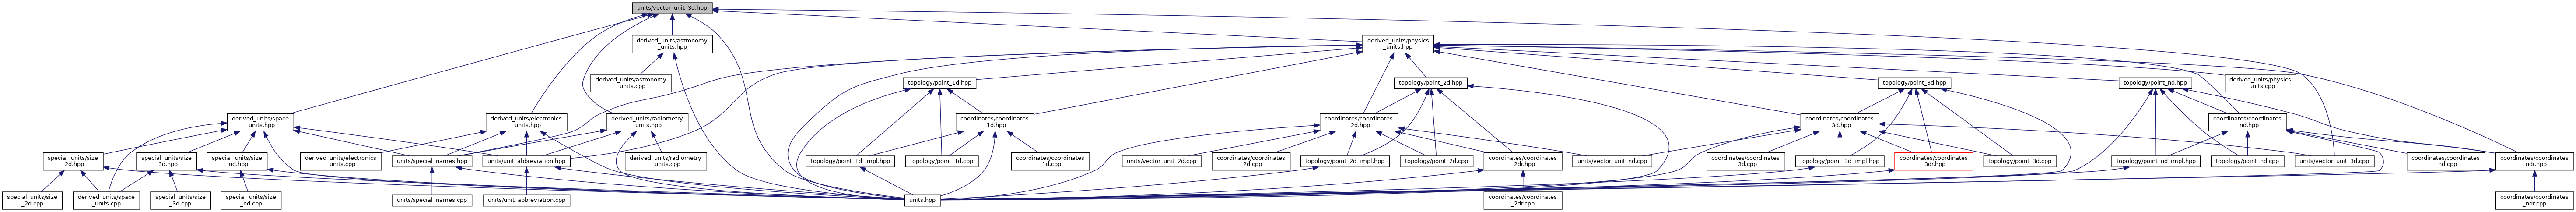 units/vector_unit_3d.hpp
derived_units/astronomy
_units.hpp
derived_units/physics
_units.hpp
derived_units/astronomy
_units.cpp
topology/point_1d.hpp
topology/point_2d.hpp
topology/point_3d.hpp
topology/point_nd.hpp
derived_units/physics
_units.cpp
derived_units/space
_units.hpp
derived_units/electronics
_units.hpp
derived_units/radiometry
_units.hpp
coordinates/coordinates
_1d.hpp
coordinates/coordinates
_2d.hpp
coordinates/coordinates
_3d.hpp
coordinates/coordinates
_nd.hpp
special_units/size
_2d.hpp
special_units/size
_3d.hpp
special_units/size
_nd.hpp
derived_units/electronics
_units.cpp
units/special_names.hpp
units/unit_abbreviation.hpp
derived_units/radiometry
_units.cpp
topology/point_1d_impl.hpp
topology/point_1d.cpp
coordinates/coordinates
_1d.cpp
units/vector_unit_2d.cpp
coordinates/coordinates
_2d.cpp
topology/point_2d_impl.hpp
topology/point_2d.cpp
coordinates/coordinates
_2dr.hpp
units/vector_unit_nd.cpp
coordinates/coordinates
_3d.cpp
topology/point_3d_impl.hpp
coordinates/coordinates
_3dr.hpp
topology/point_3d.cpp
topology/point_nd_impl.hpp
topology/point_nd.cpp
units/vector_unit_3d.cpp
coordinates/coordinates
_nd.cpp
coordinates/coordinates
_ndr.hpp
special_units/size
_2d.cpp
derived_units/space
_units.cpp
special_units/size
_3d.cpp
special_units/size
_nd.cpp
units/special_names.cpp
units/unit_abbreviation.cpp
units.hpp
coordinates/coordinates
_2dr.cpp
coordinates/coordinates
_ndr.cpp